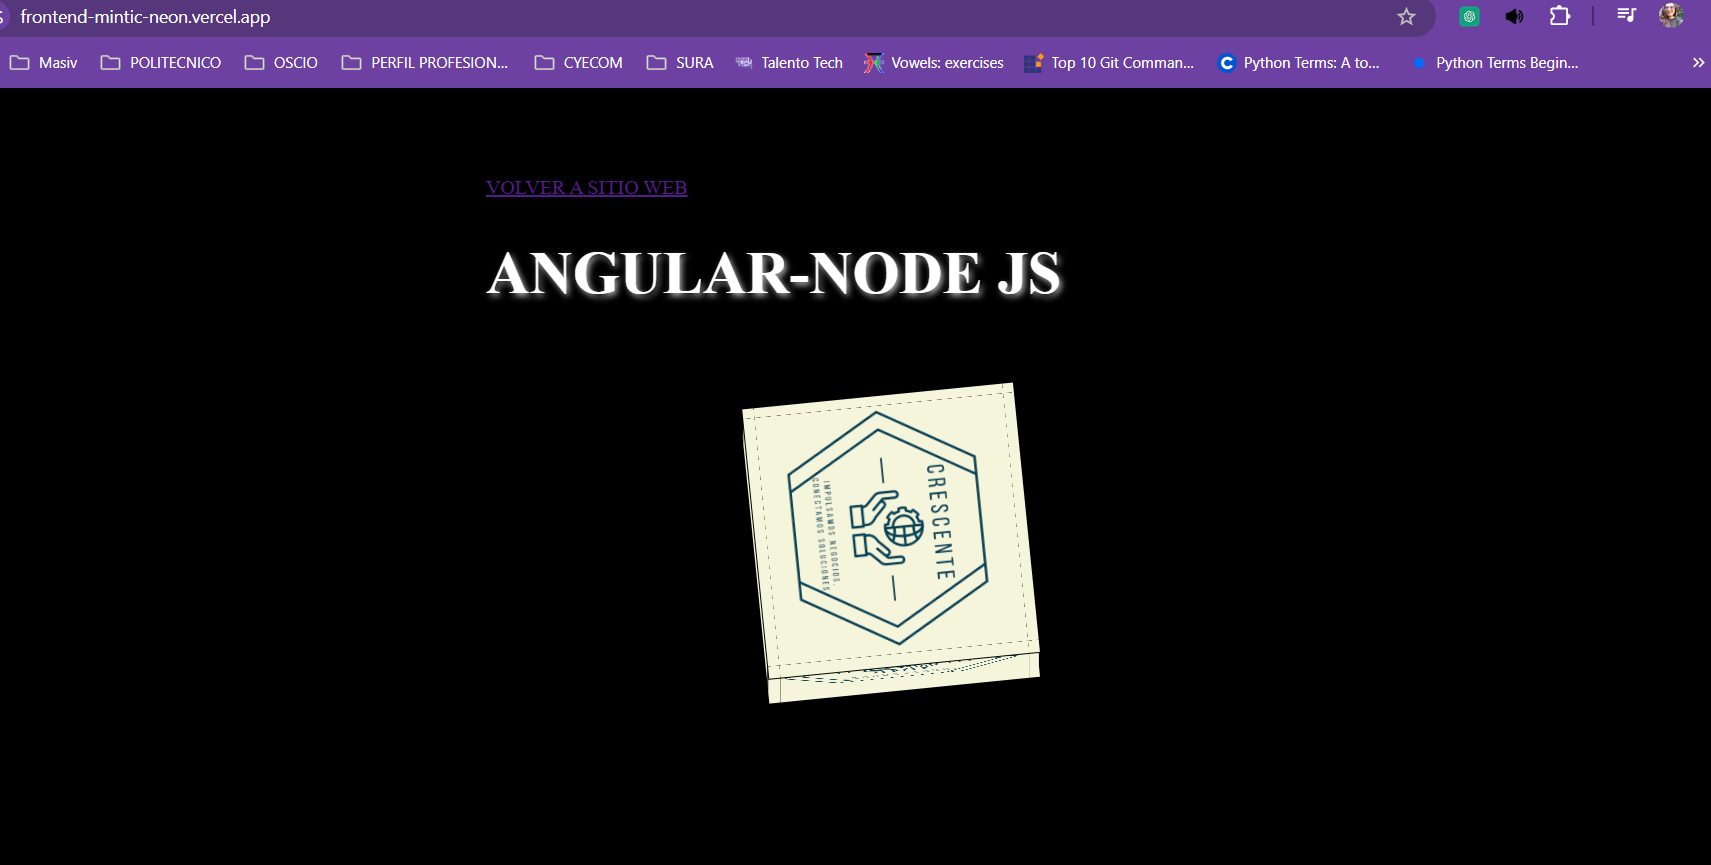 frontend-mintic-neon.vercel.app
Masiv POLITECNICO OSCIO PERFIL PROFESION... CYECOM SURA Talento Tech Vowels: exercises Top 10 Git Comman... Python Terms: A to... Python Terms Begin...
VOLVER A SITIO WEB
ANGULAR-NODE JS
CRESCENTE
IMPULSAMOS NEGOCIOS,
CONECTAMOS SOLUCIONES